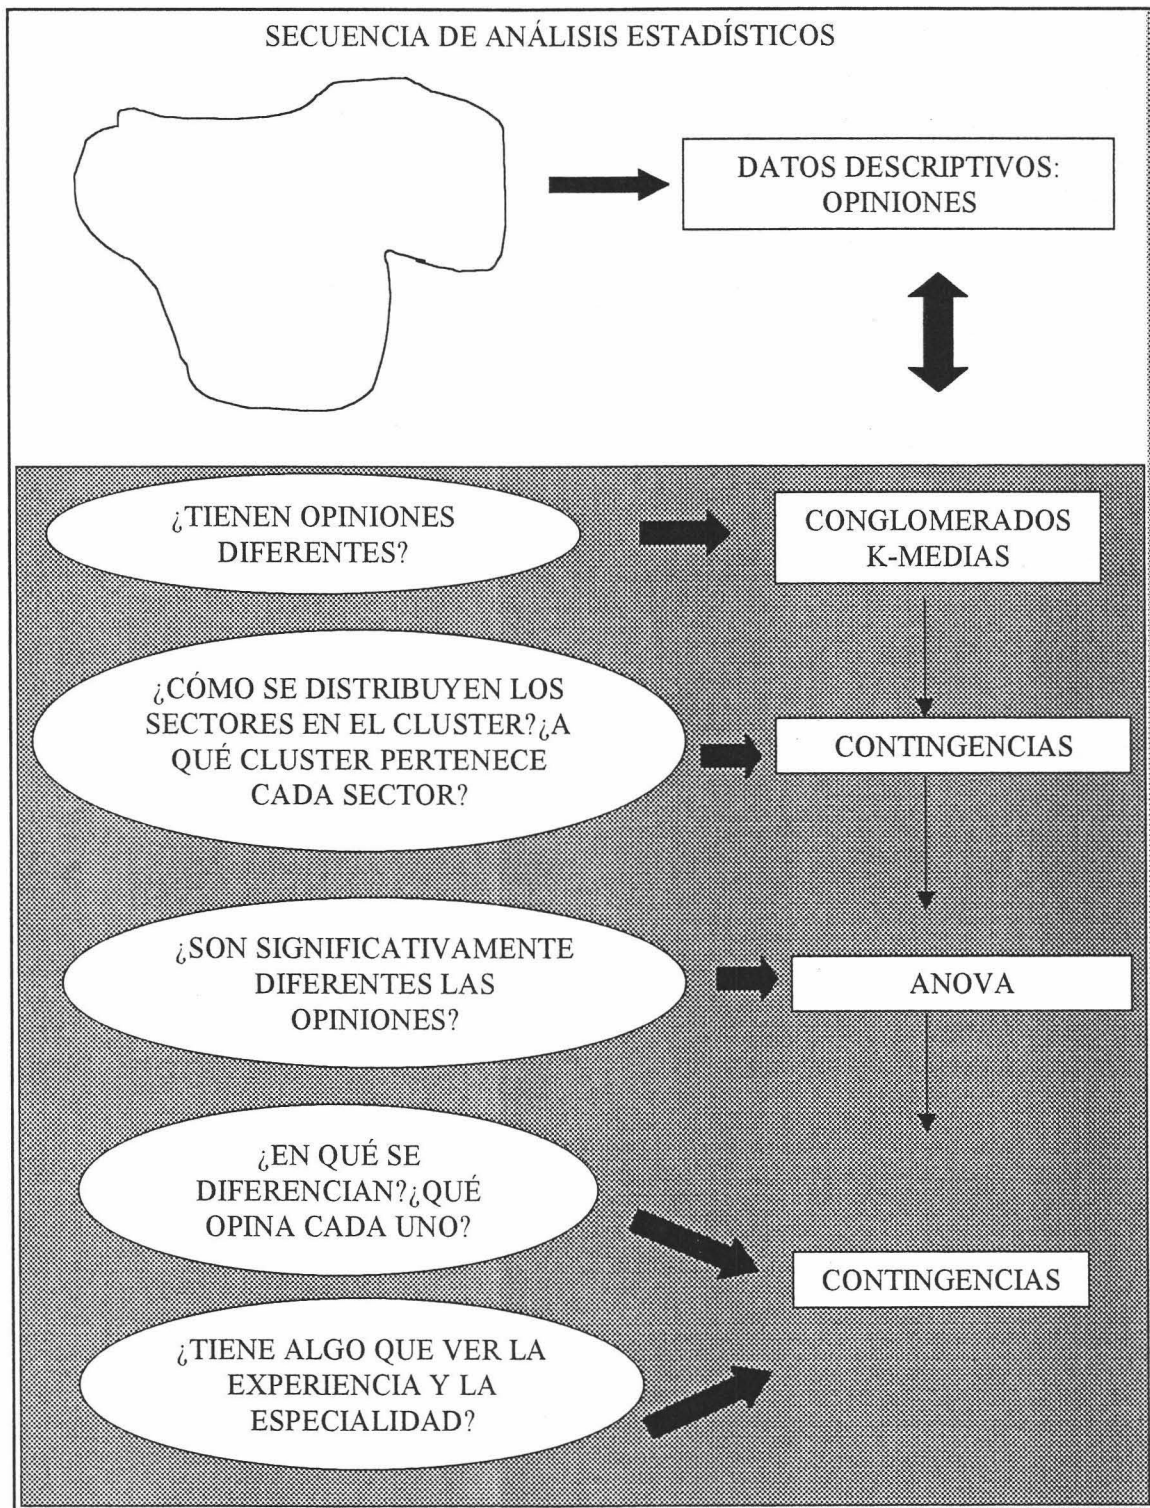 SECUENCIA DE ANÁLISIS ESTADÍSTICOS
DATOS DESCRIPTIVOS:
OPINIONES
¿TIENEN OPINIONES
DIFERENTES?
CONGLOMERADOS
K-MEDIAS
¿CÓMO SE DISTRIBUYEN LOS
SECTORES EN EL CLUSTER?¿A
QUÉ CLUSTER PERTENECE
CADA SECTOR?
CONTINGENCIAS
¿SON SIGNIFICATIVAMENTE
DIFERENTES LAS
OPINIONES?
ANOVA
¿EN QUÉ SE
DIFERENCIAN?¿QUÉ
OPINA CADA UNO?
CONTINGENCIAS
¿TIENE ALGO QUE VER LA
EXPERIENCIA Y LA
ESPECIALIDAD?